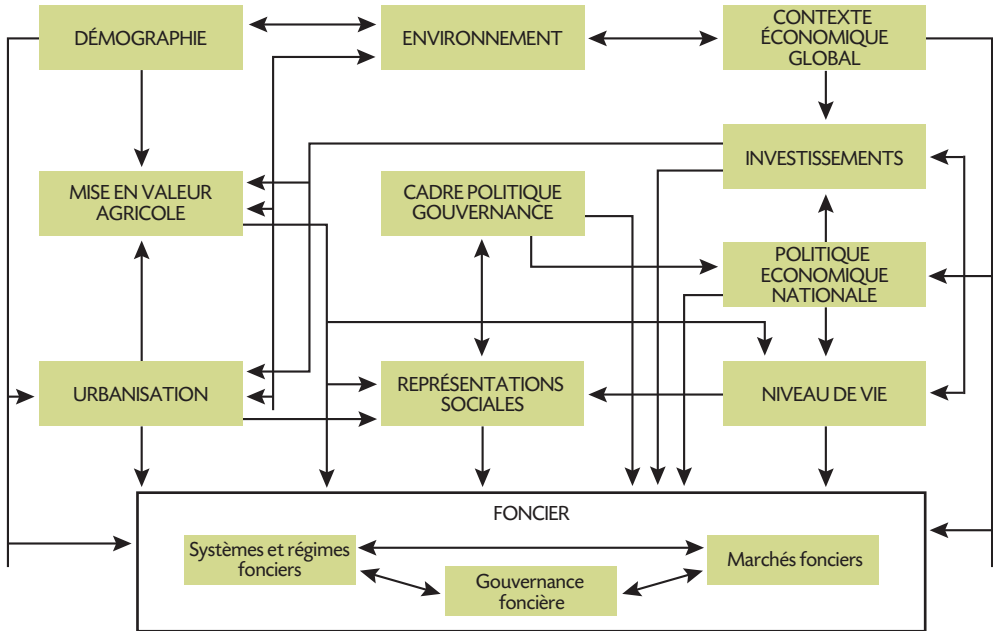 DÉMOGRAPHIE
ENVIRONNEMENT
CONTEXTE
ÉCONOMIQUE
GLOBAL
INVESTISSEMENTS
MISE EN VALEUR
AGRICOLE
CADRE POLITIQUE
GOUVERNANCE
POLITIQUE
ECONOMIQUE
NATIONALE
URBANISATION
REPRÉSENTATIONS
SOCIALES
NIVEAU DE VIE
FONCIER
Systèmes et régimes
fonciers
Marchés fonciers
Gouvernance
foncière